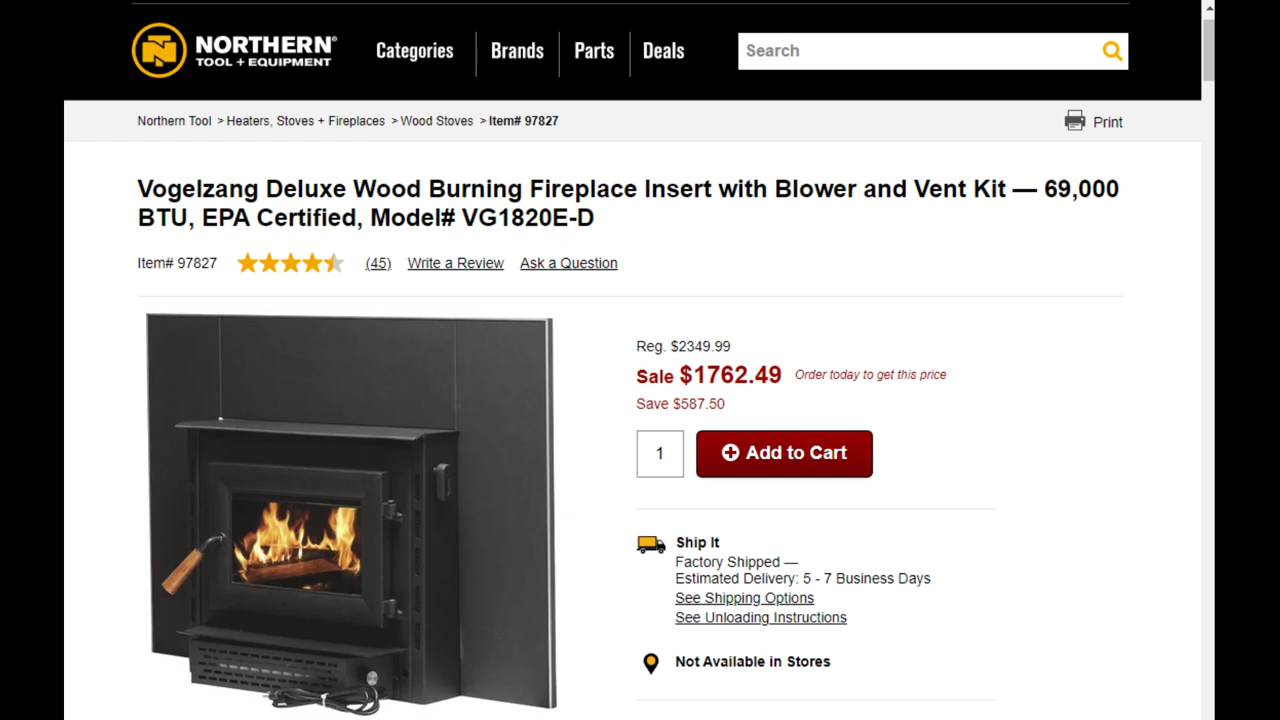 NORTHERN®
TOOL + EQUIPMENT
Categories
Brands
Parts
Deals
Search
Northern Tool > Heaters, Stoves + Fireplaces > Wood Stoves > Item# 97827
Print
Vogelzang Deluxe Wood Burning Fireplace Insert with Blower and Vent Kit — 69,000
BTU, EPA Certified, Model# VG1820E-D
Item# 97827 (45) Write a Review Ask a Question
Reg. $2349.99
Sale $1762.49 Order today to get this price
Save $587.50
1
Add to Cart
Ship It
Factory Shipped —
Estimated Delivery: 5 - 7 Business Days
See Shipping Options
See Unloading Instructions
Not Available in Stores